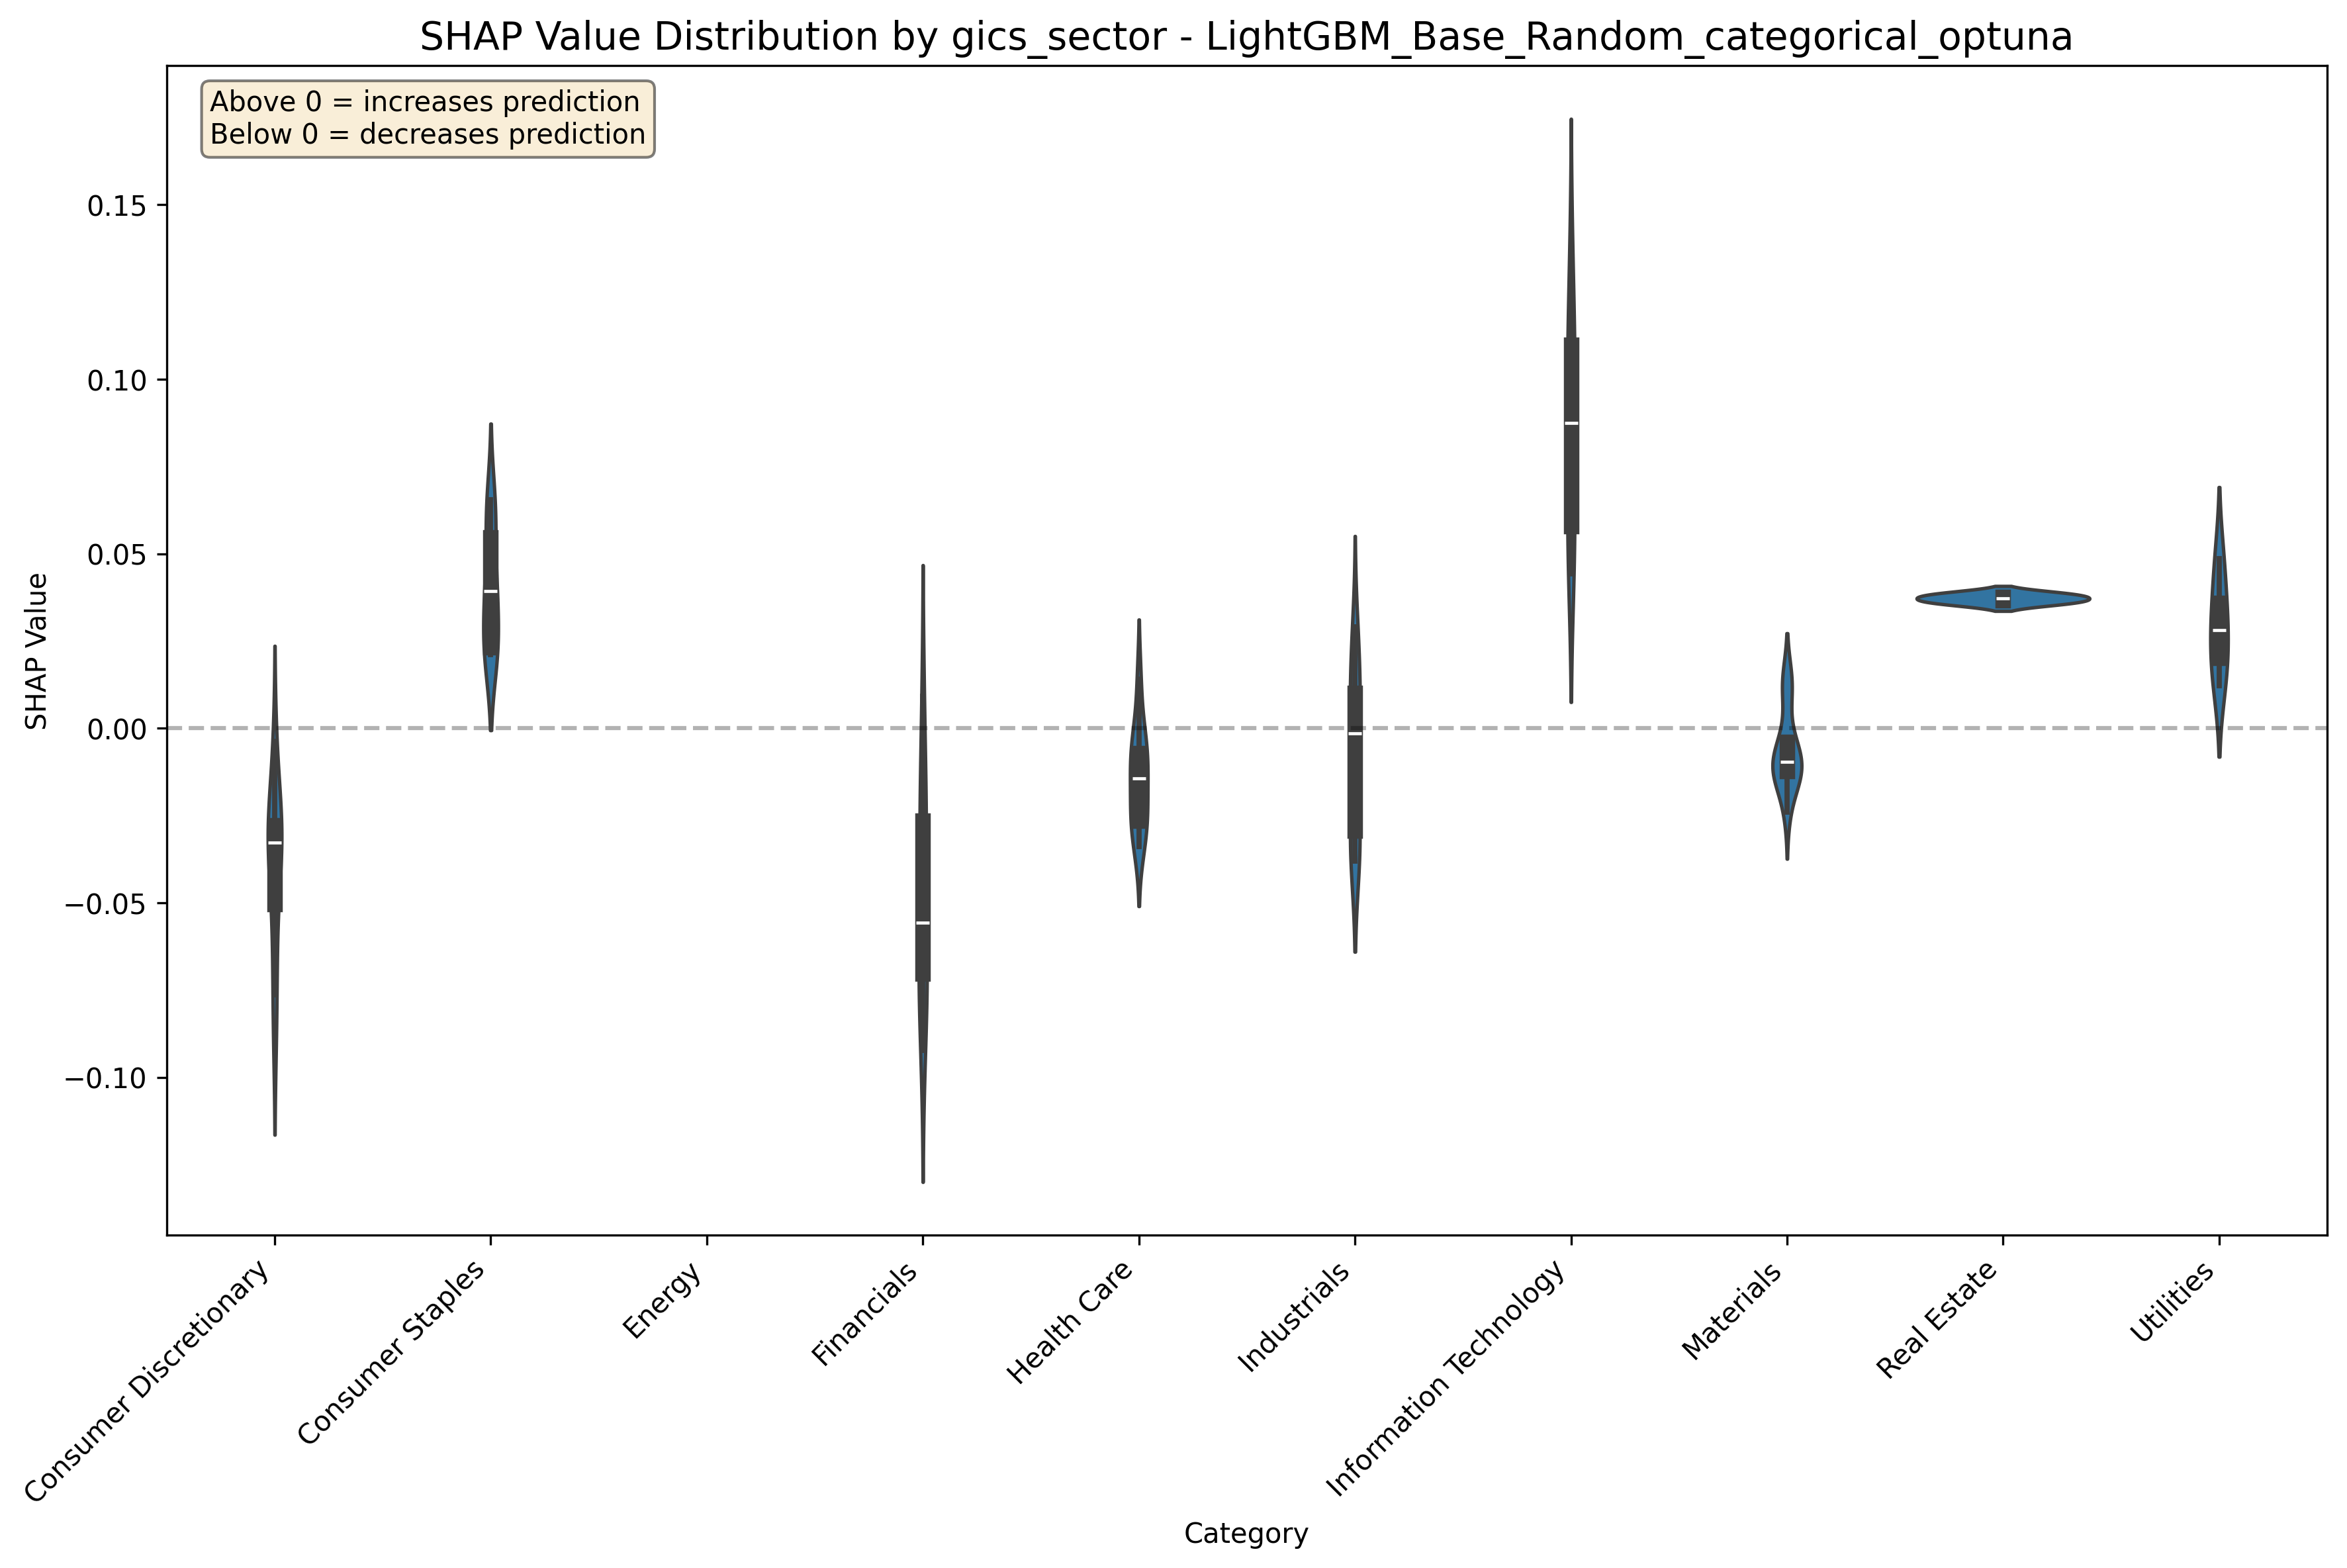 SHAP Value Distribution by gics_sector - LightGBM_Base_Random_categorical_optuna
Above 0 = increases prediction
Below 0 = decreases prediction
0.15
0.10
0.05
0.00
−0.05
−0.10
SHAP Value
Consumer Discretionary
Consumer Staples
Energy
Financials
Health Care
Industrials
Information Technology
Materials
Real Estate
Utilities
Category